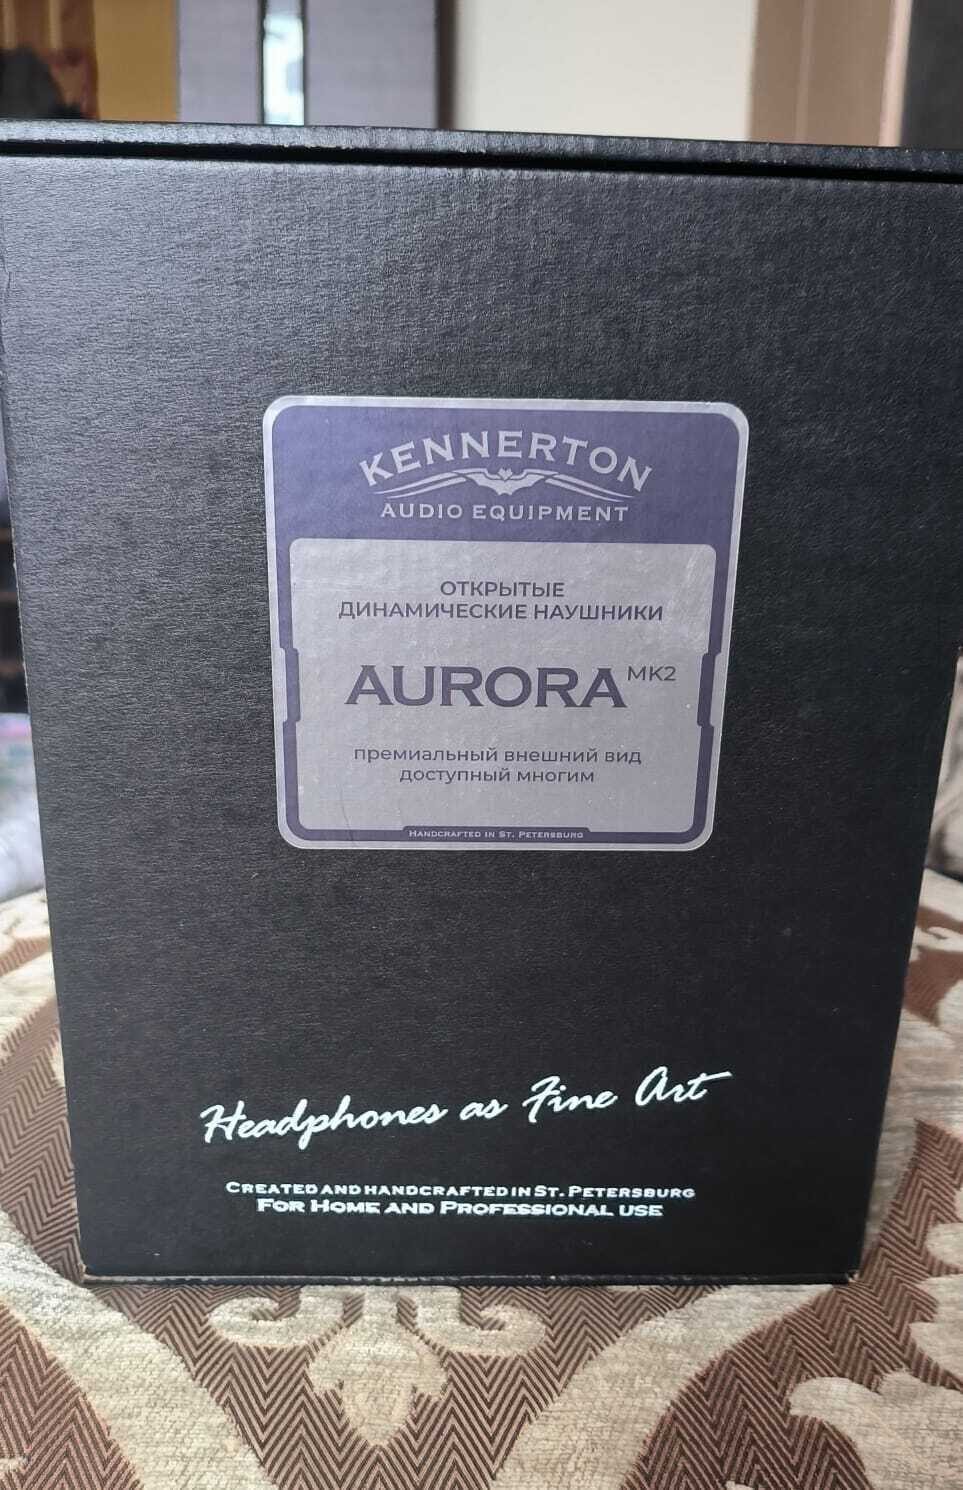 KENNERTON
AUDIO EQUIPMENT
ОТКРЫТЫЕ
ДИНАМИЧЕСКИЕ НАУШНИКИ
AURORA MK2
премиальный внешний вид
доступный многим
HANDCRAFTED IN ST. PETERSBURG
Headphones as Fine Art
CREATED AND HANDCRAFTED IN ST. PETERSBURG
FOR HOME AND PROFESSIONAL USE